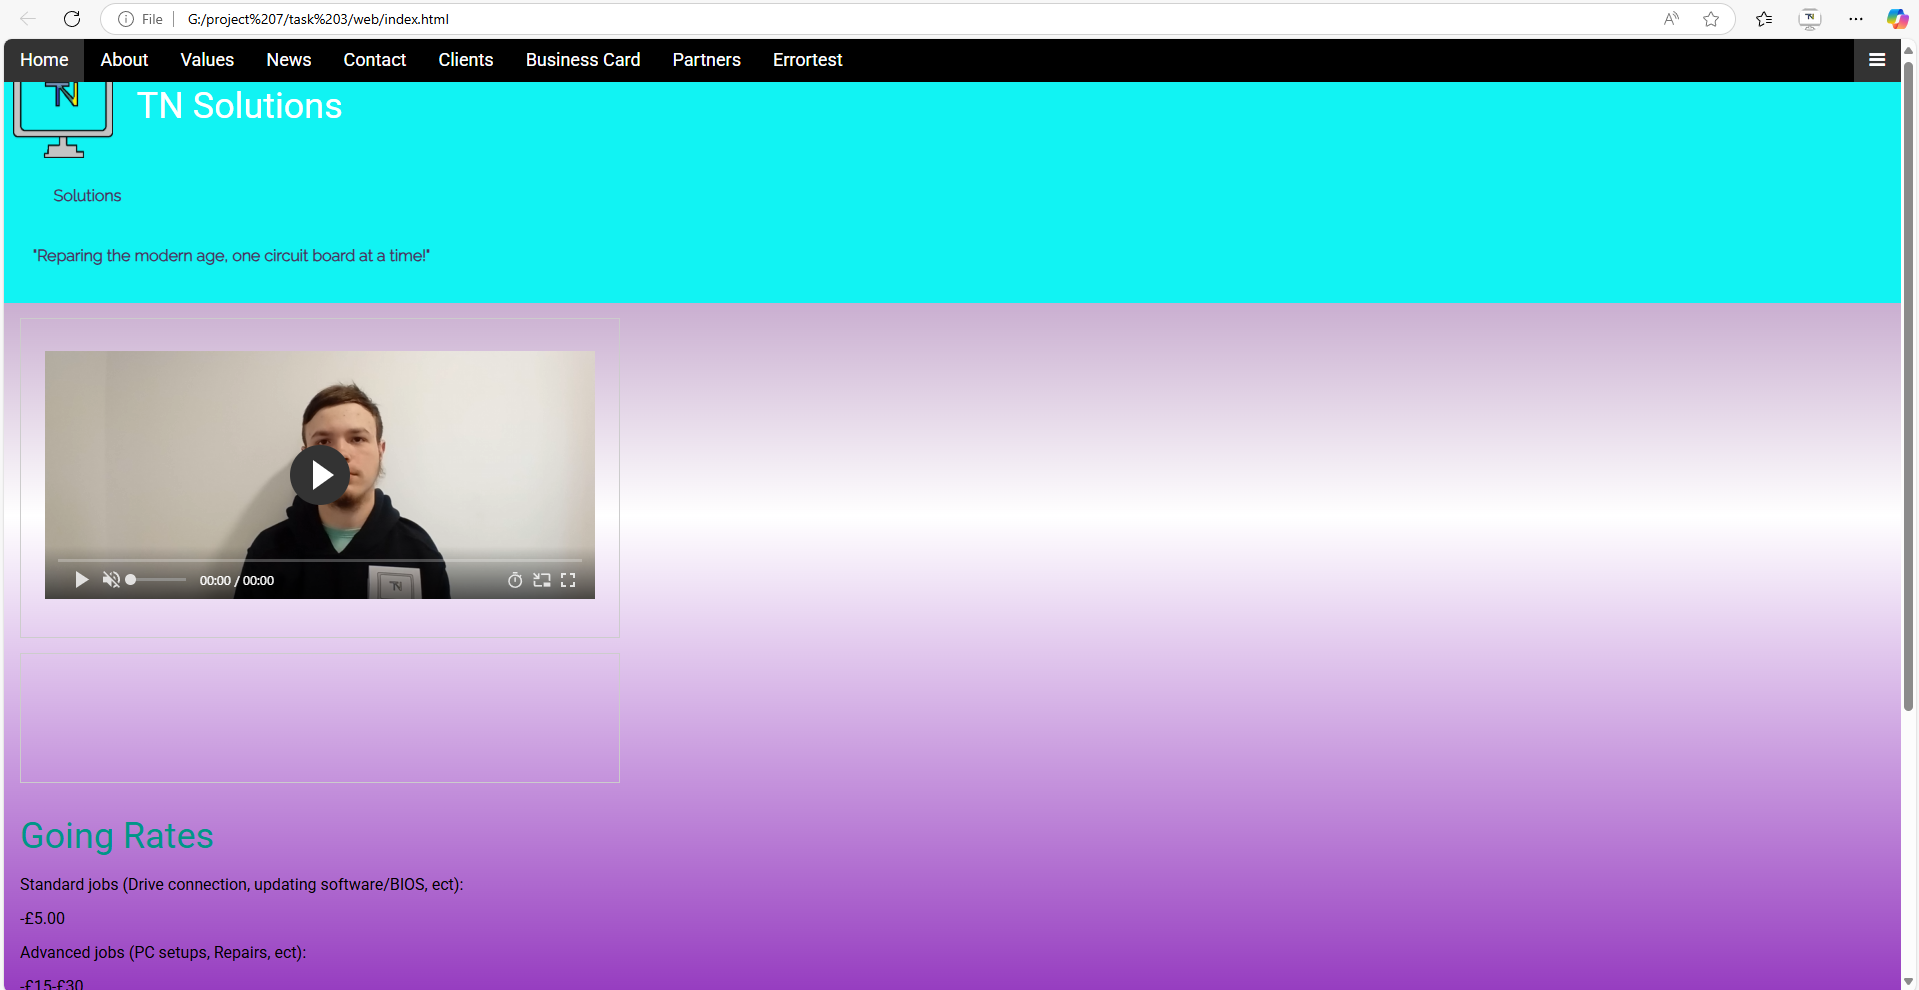 File G:/project%207/task%203/web/index.html
Home About Values News Contact Clients Business Card Partners Errortest
TN
TN Solutions
Solutions
"Reparing the modern age, one circuit board at a time!"
00:00 / 00:00
TN
Going Rates
Standard jobs (Drive connection, updating software/BIOS, ect):
-£5.00
Advanced jobs (PC setups, Repairs, ect):
-£15-£30